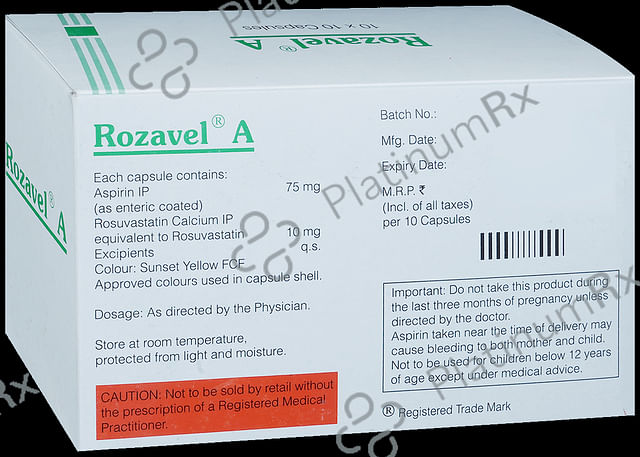 10 x 10 Capsules
Rozavel® A
Rozavel® A
Rozavel® A
Each capsule contains:
Aspirin IP 75 mg
(as enteric coated)
Rosuvastatin Calcium IP
equivalent to Rosuvastatin 10 mg
Excipients q.s.
Colour: Sunset Yellow FCF
Approved colours used in capsule shell.
Dosage: As directed by the Physician.
Store at room temperature,
protected from light and moisture.
CAUTION: Not to be sold by retail without
the prescription of a Registered Medical
Practitioner.
Batch No.:
Mfg. Date:
Expiry Date:
M.R.P. ₹
(Incl. of all taxes)
per 10 Capsules
Important: Do not take this product during
the last three months of pregnancy unless
directed by the doctor.
Aspirin taken near the time of delivery may
cause bleeding to both mother and child.
Not to be used for children below 12 years
of age except under medical advice.
® Registered Trade Mark
PlatinumRx
PlatinumRx
PlatinumRx
Rx